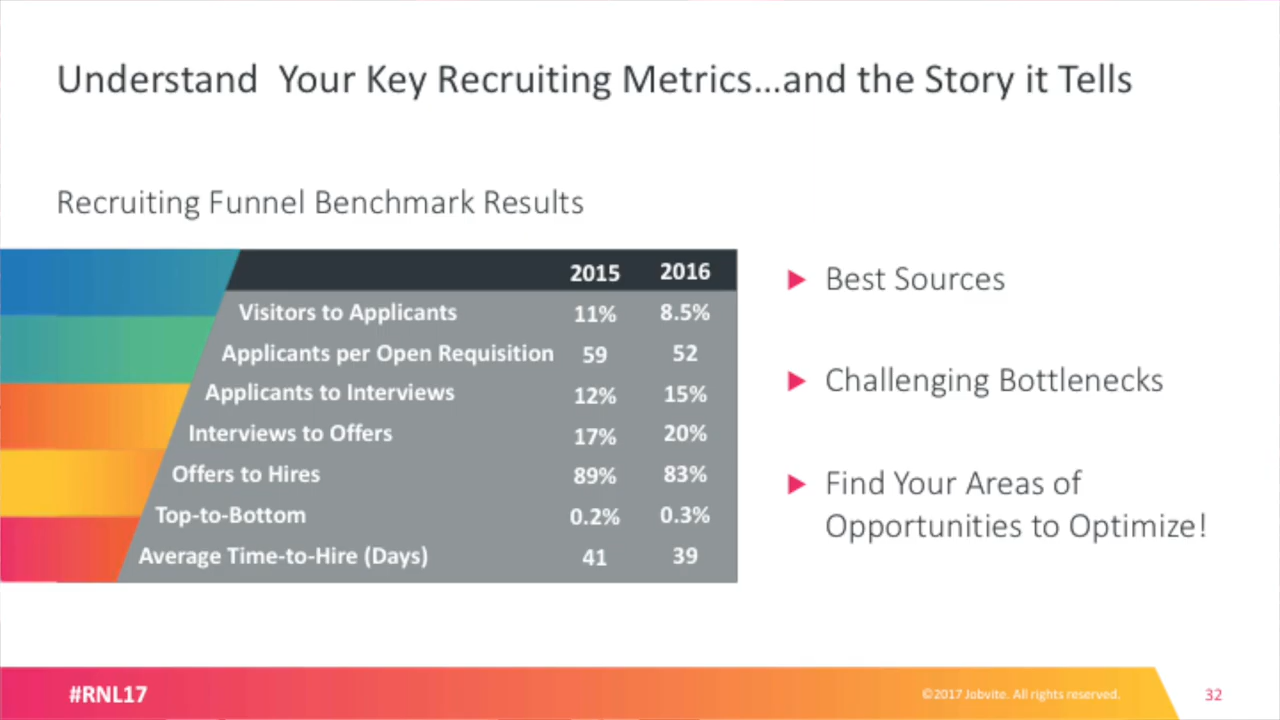 Understand Your Key Recruiting Metrics...and the Story it Tells
Recruiting Funnel Benchmark Results
2015 2016
Visitors to Applicants 11% 8.5%
Applicants per Open Requisition 59 52
Applicants to Interviews 12% 15%
Interviews to Offers 17% 20%
Offers to Hires 89% 83%
Top-to-Bottom 0.2% 0.3%
Average Time-to-Hire (Days) 41 39
Best Sources
Challenging Bottlenecks
Find Your Areas of
Opportunities to Optimize!
#RNL17
©2017 Jobvite. All rights reserved.
32